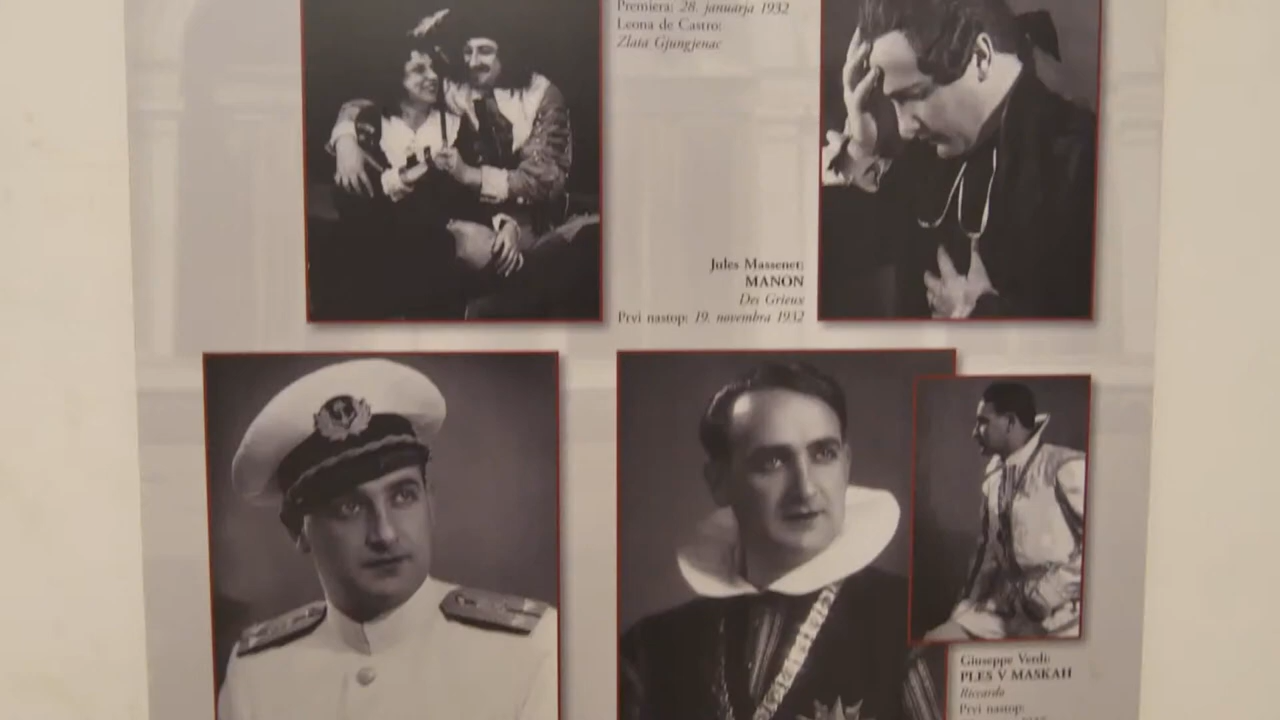 Premiera: 28. januarja 1932
Leona de Castro:
Zlata Gjungjenac
Jules Massenet:
MANON
Des Grieux
Prvi nastop: 19. novembra 1932
Giuseppe Verdi:
PLES V MASKAH
Riccardo
Prvi nastop: